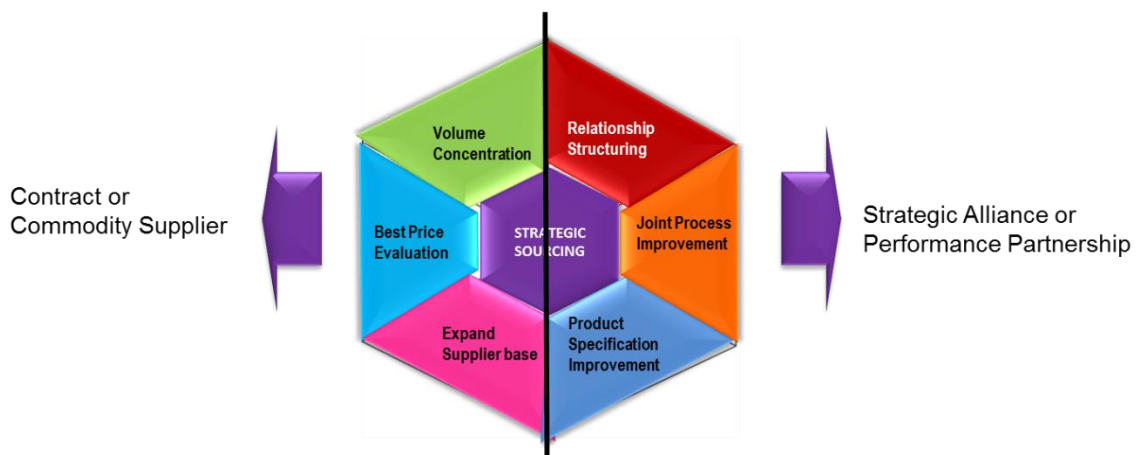 Volume
Concentration
Relationship
Structuring
Contract or
Commodity Supplier
Best Price
Evaluation
STRATEGIC
SOURCING
Joint Process
Improvement
Strategic Alliance or
Performance Partnership
Expand
Supplier base
Product
Specification
Improvement